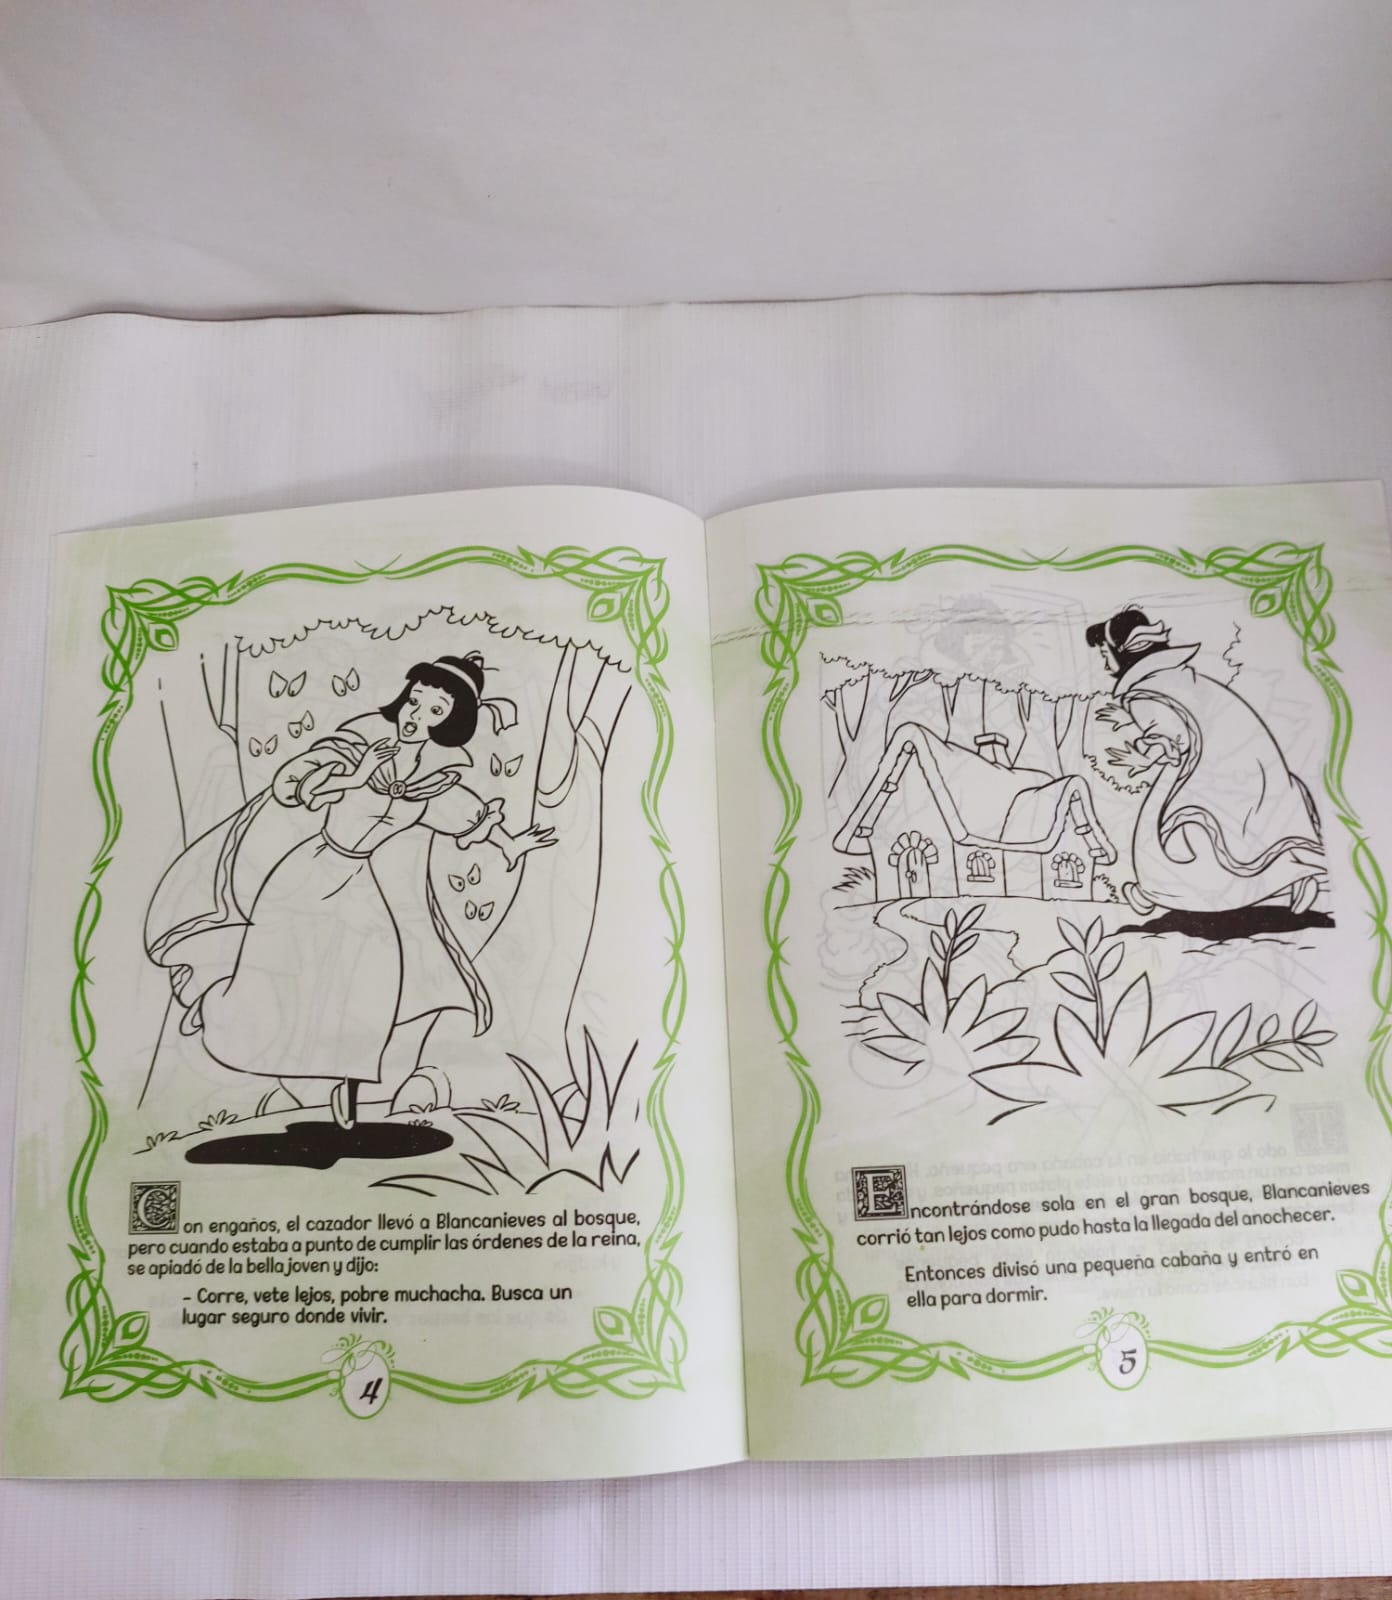 Con engaños, el cazador llevó a Blancanieves al bosque,
pero cuando estaba a punto de cumplir las órdenes de la reina,
se apiadó de la bella joven y dijo:
- Corre, vete lejos, pobre muchacha. Busca un
lugar seguro donde vivir.
4
Encontrándose sola en el gran bosque, Blancanieves
corrió tan lejos como pudo hasta la llegada del anochecer.
Entonces divisó una pequeña cabaña y entró en
ella para dormir.
5